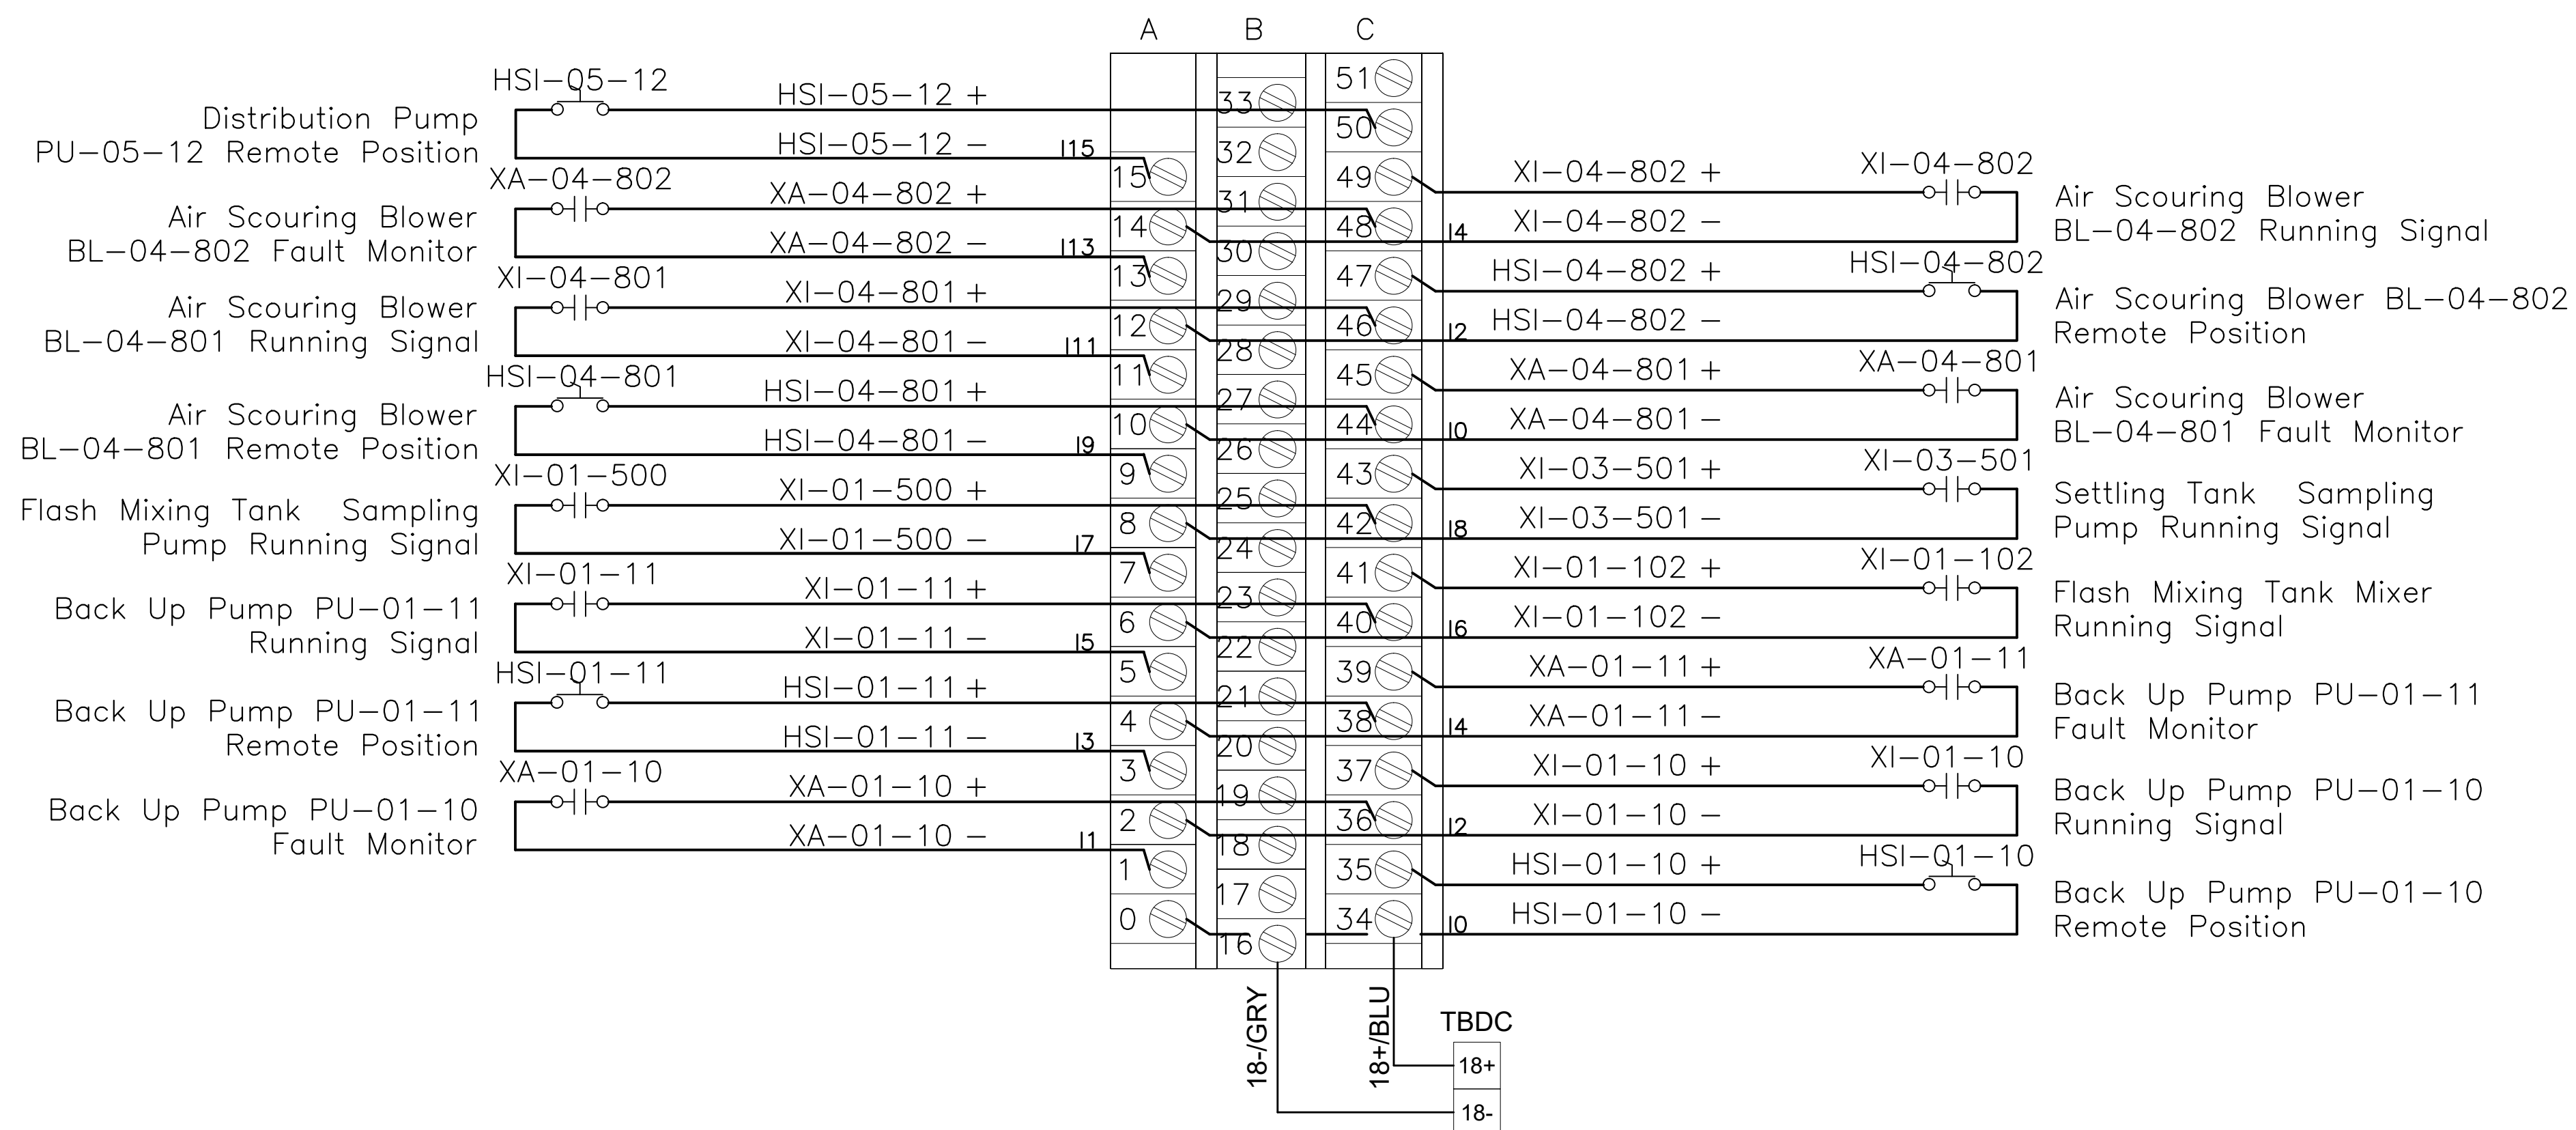 A
B
C
HSI-05-12
Distribution Pump
PU-05-12 Remote Position
HSI-05-12 +
HSI-05-12 -
I15
XA-04-802
Air Scouring Blower
BL-04-802 Fault Monitor
XA-04-802 +
XA-04-802 -
I13
XI-04-801
Air Scouring Blower
BL-04-801 Running Signal
XI-04-801 +
XI-04-801 -
I11
HSI-04-801
Air Scouring Blower
BL-04-801 Remote Position
HSI-04-801 +
HSI-04-801 -
I9
XI-01-500
Flash Mixing Tank Sampling
Pump Running Signal
XI-01-500 +
XI-01-500 -
I7
XI-01-11
Back Up Pump PU-01-11
Running Signal
XI-01-11 +
XI-01-11 -
I5
HSI-01-11
Back Up Pump PU-01-11
Remote Position
HSI-01-11 +
HSI-01-11 -
I3
XA-01-10
Back Up Pump PU-01-10
Fault Monitor
XA-01-10 +
XA-01-10 -
I1
15
14
13
12
11
10
9
8
7
6
5
4
3
2
1
0
33
32
31
30
29
28
27
26
25
24
23
22
21
20
19
18
17
16
51
50
49
48
47
46
45
44
43
42
41
40
39
38
37
36
35
34
XI-04-802 +
XI-04-802 -
I4
XI-04-802
Air Scouring Blower
BL-04-802 Running Signal
HSI-04-802 +
HSI-04-802 -
I2
HSI-04-802
Air Scouring Blower BL-04-802
Remote Position
XA-04-801 +
XA-04-801 -
I0
XA-04-801
Air Scouring Blower
BL-04-801 Fault Monitor
XI-03-501 +
XI-03-501 -
I8
XI-03-501
Settling Tank Sampling
Pump Running Signal
XI-01-102 +
XI-01-102 -
I6
XI-01-102
Flash Mixing Tank Mixer
Running Signal
XA-01-11 +
XA-01-11 -
I4
XA-01-11
Back Up Pump PU-01-11
Fault Monitor
XI-01-10 +
XI-01-10 -
I2
XI-01-10
Back Up Pump PU-01-10
Running Signal
HSI-01-10 +
HSI-01-10 -
I0
HSI-01-10
Back Up Pump PU-01-10
Remote Position
18-/GRY
18+/BLU
TBDC
18+
18-